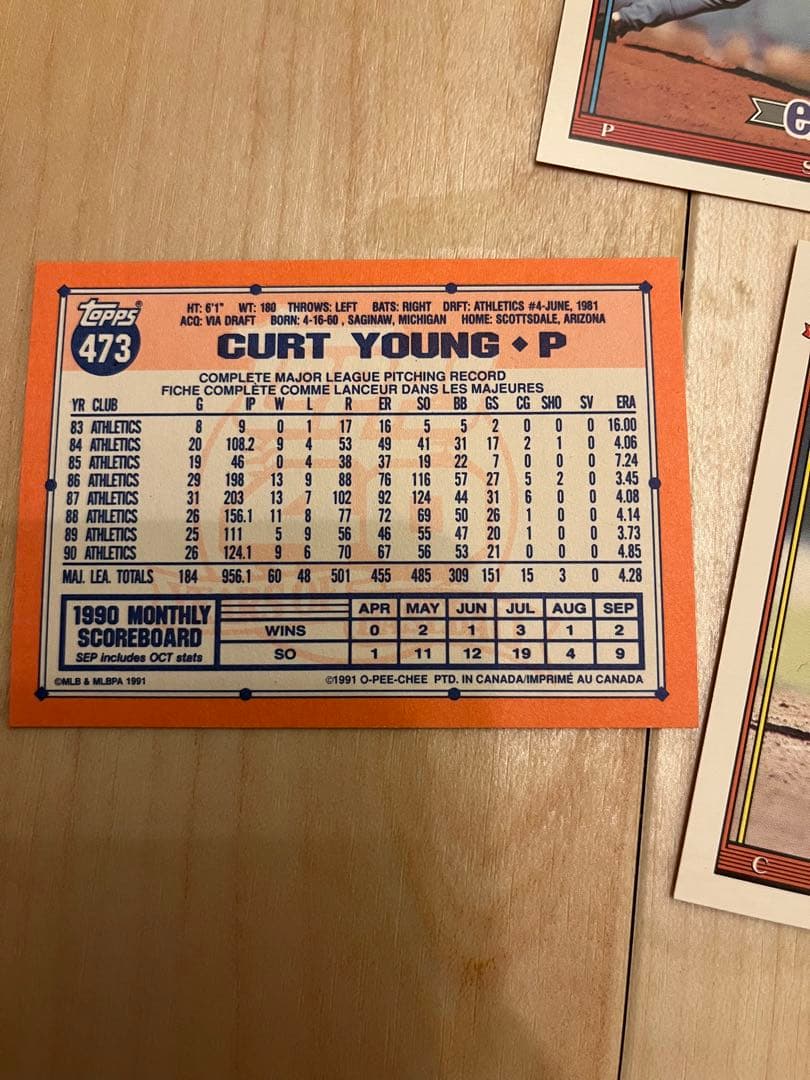 P
TOPPS®
473
HT: 6'1" WT: 180 THROWS: LEFT BATS: RIGHT DRFT: ATHLETICS #4-JUNE, 1981
ACQ: VIA DRAFT BORN: 4-16-60, SAGINAW, MICHIGAN HOME: SCOTTSDALE, ARIZONA
CURT YOUNG ◆ P
COMPLETE MAJOR LEAGUE PITCHING RECORD
FICHE COMPLÈTE COMME LANCEUR DANS LES MAJEURES
YR CLUB G IP W L R ER SO BB GS CG SHO SV ERA
83 ATHLETICS 8 9 0 1 17 16 5 5 2 0 0 0 16.00
84 ATHLETICS 20 108.2 9 4 53 49 41 31 17 2 1 0 4.06
85 ATHLETICS 19 46 0 4 38 37 19 22 7 0 0 0 7.24
86 ATHLETICS 29 198 13 9 88 76 116 57 27 5 2 0 3.45
87 ATHLETICS 31 203 13 7 102 92 124 44 31 6 0 0 4.08
88 ATHLETICS 26 156.1 11 8 77 72 69 50 26 1 0 0 4.14
89 ATHLETICS 25 111 5 9 56 46 55 47 20 1 0 0 3.73
90 ATHLETICS 26 124.1 9 6 70 67 56 53 21 0 0 0 4.85
MAJ. LEA. TOTALS 184 956.1 60 48 501 455 485 309 151 15 3 0 4.28
1990 MONTHLY
SCOREBOARD
SEP includes OCT stats
APR MAY JUN JUL AUG SEP
WINS 0 2 1 3 1 2
SO 1 11 12 19 4 9
©MLB & MLBPA 1991
©1991 O-PEE-CHEE PTD. IN CANADA/IMPRIMÉ AU CANADA
C